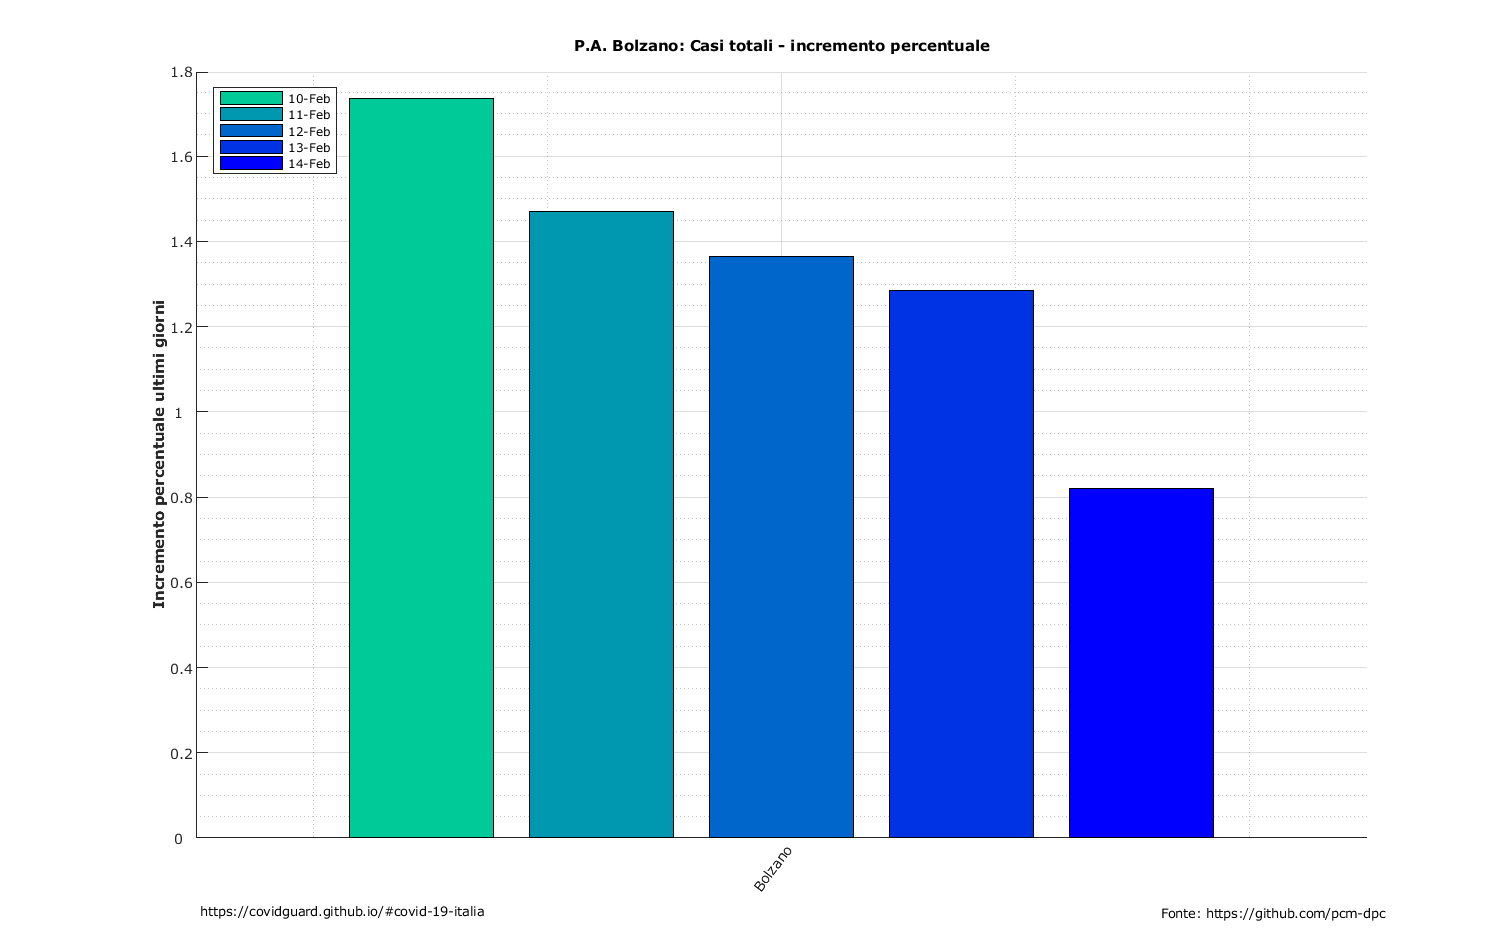 P.A. Bolzano: Casi totali - incremento percentuale
1.8
1.6
1.4
1.2
1
0.8
0.6
0.4
0.2
0
Incremento percentuale ultimi giorni
10-Feb
11-Feb
12-Feb
13-Feb
14-Feb
Bolzano
https://covidguard.github.io/#covid-19-italia
Fonte: https://github.com/pcm-dpc